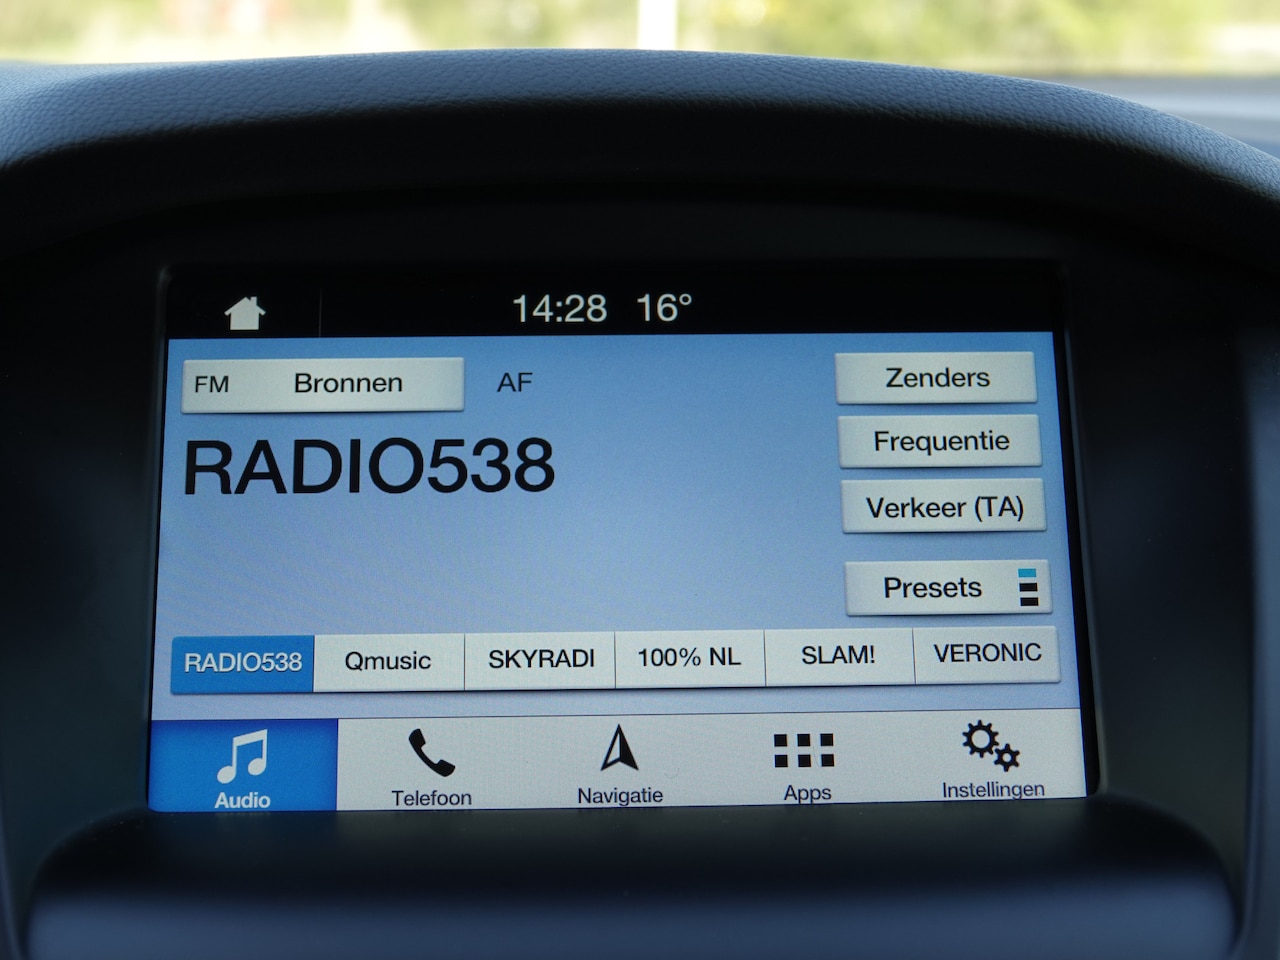 14:28 16°
FM Bronnen AF
Zenders
RADIO538
Frequentie
Verkeer (TA)
Presets
RADIO538 Qmusic SKYRADI 100% NL SLAM! VERONIC
Audio Telefoon Navigatie Apps Instellingen